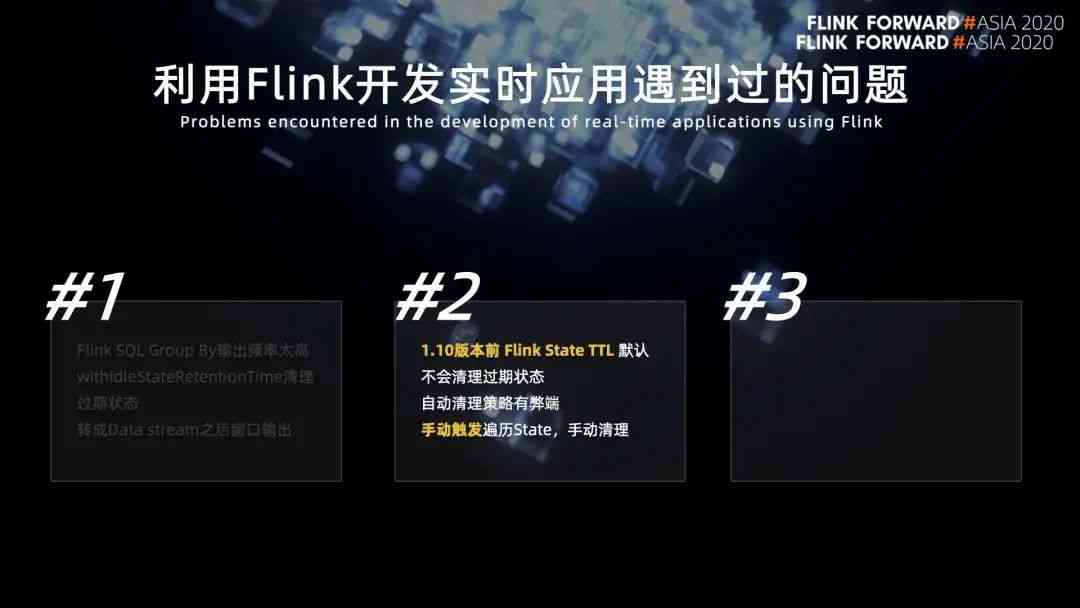 FLINK FORWARD #ASIA 2020
FLINK FORWARD #ASIA 2020
利用Flink开发实时应用遇到过的问题
Problems encountered in the development of real-time applications using Flink
#1
Flink SQL Group By输出频率太高
withIdleStateRetentionTime清理
过期状态
转成Data stream之后窗口输出
#2
1.10版本前 Flink State TTL 默认
不会清理过期状态
自动清理策略有弊端
手动触发遍历State，手动清理
#3